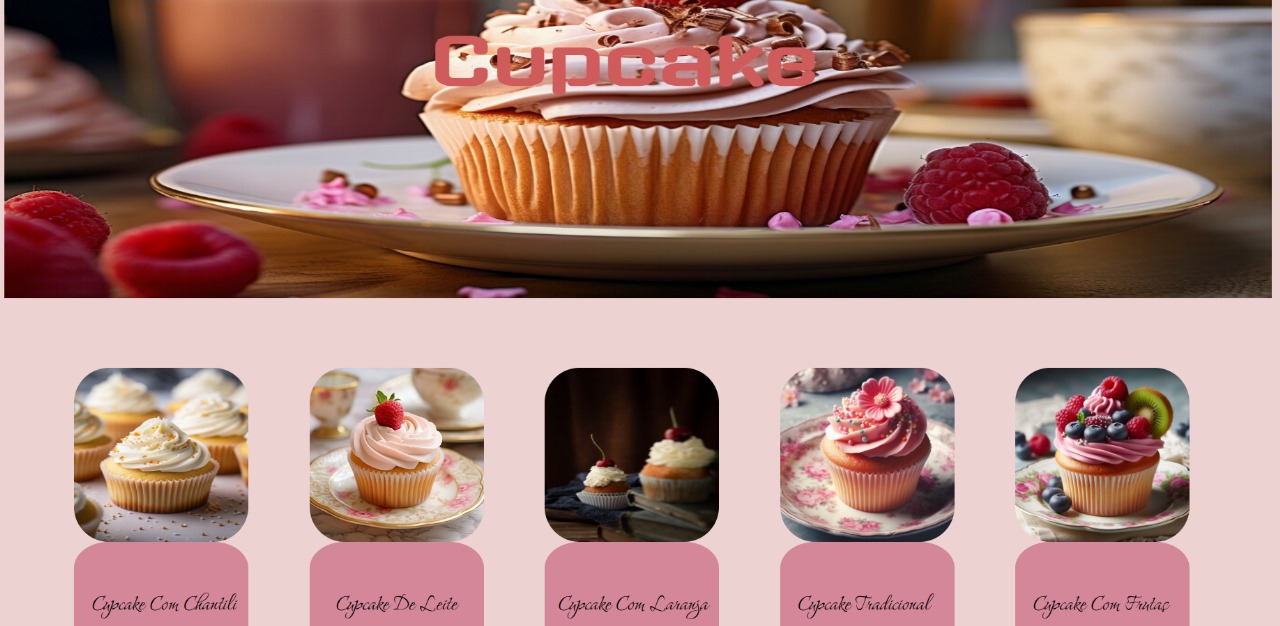 Cupcake
Cupcake Com Chantili
Cupcake De Leite
Cupcake Com Laranja
Cupcake Tradicional
Cupcake Com Frutas